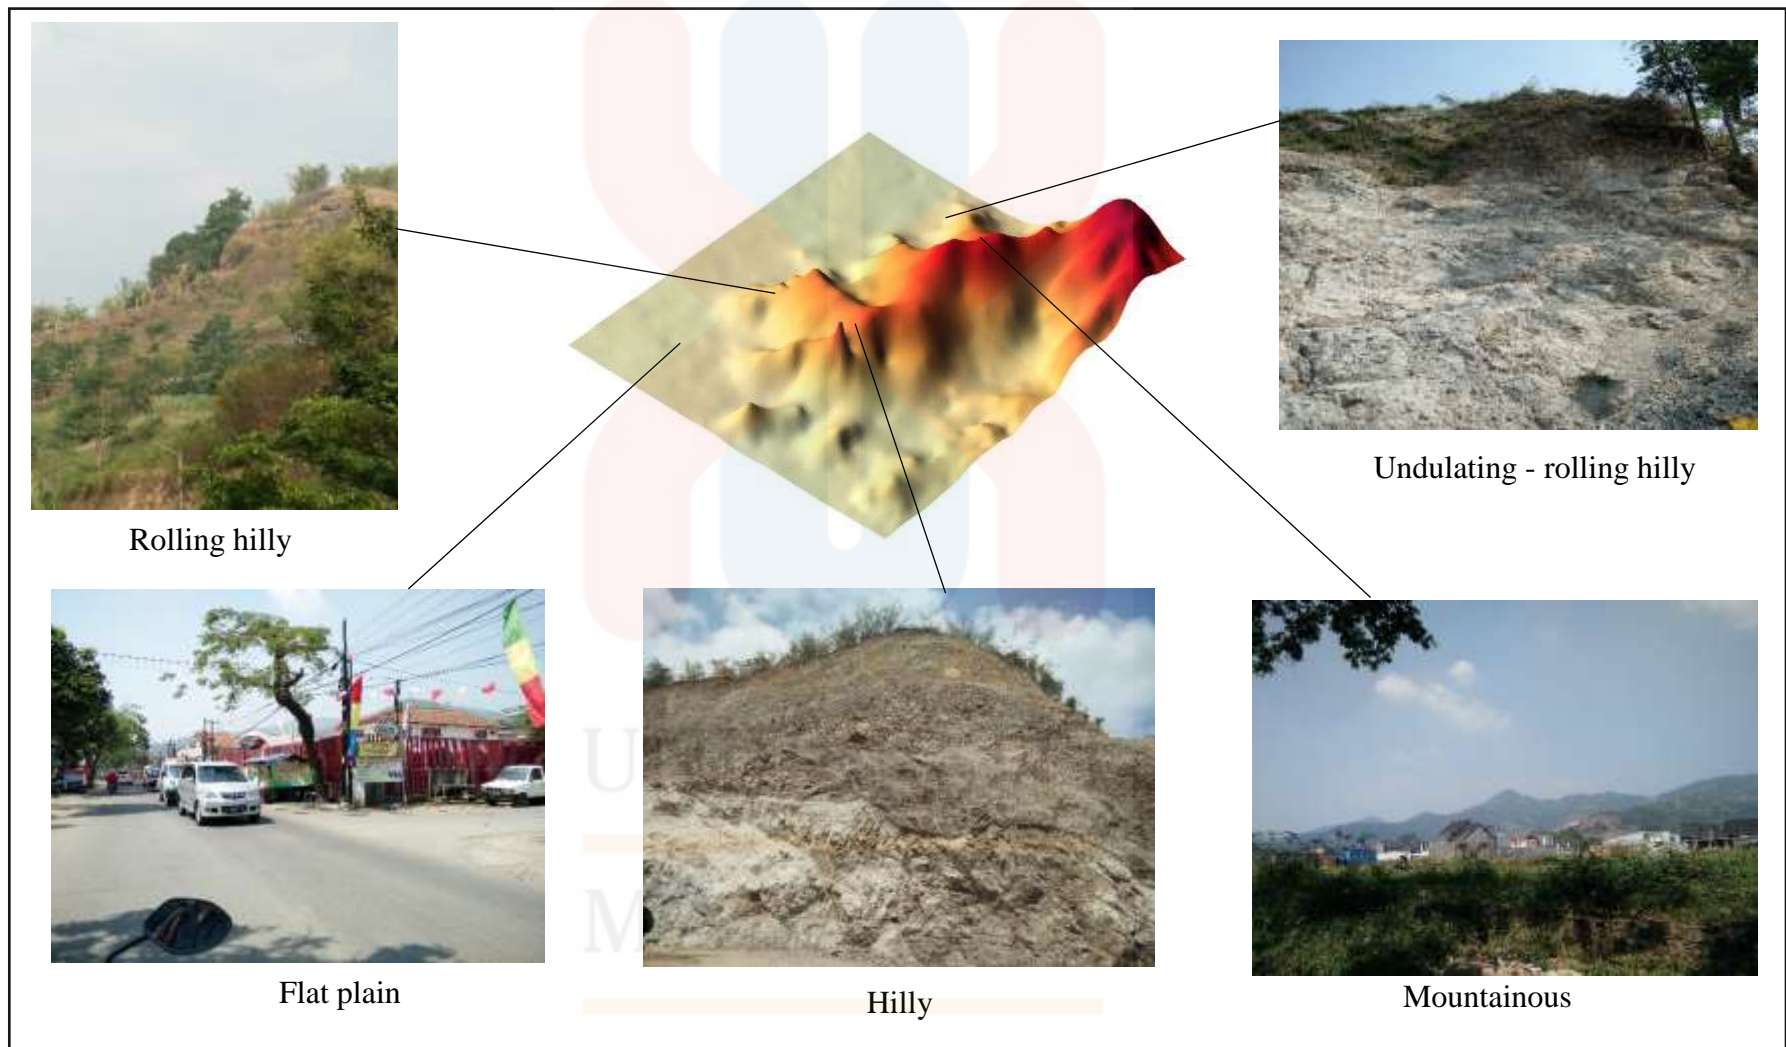 Undulating - rolling hilly
Rolling hilly
Flat plain
Hilly
Mountainous
U
M